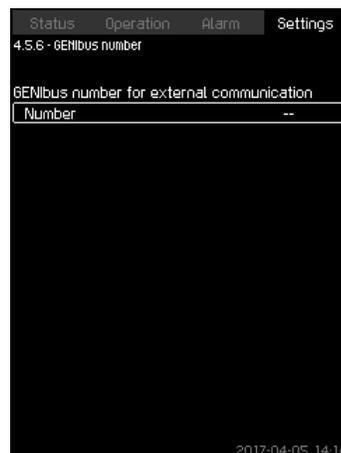 Status Operation Alarm Settings
4.5.6 - GENIbus number
GENIbus number for external communication
Number --
2017-04-05 14:1